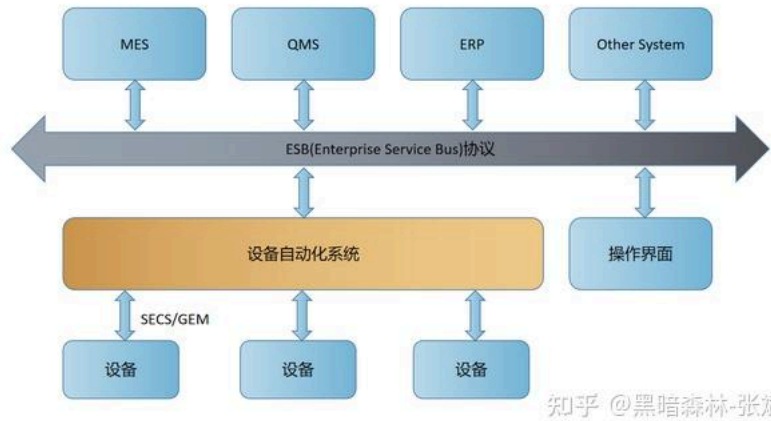 MES
QMS
ERP
Other System
ESB(Enterprise Service Bus)协议
设备自动化系统
操作界面
SECS/GEM
设备
设备
设备
知乎 @黑暗森林-张